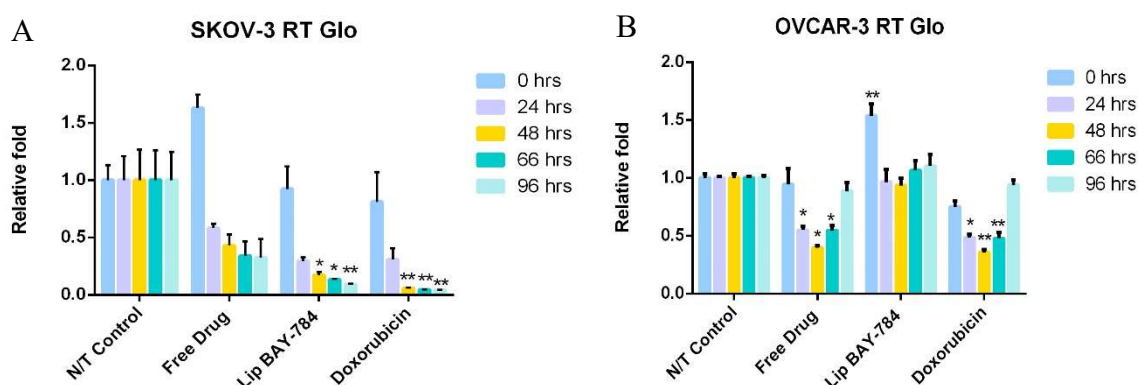 A
SKOV-3 RT Glo
Relative fold
2.0
1.5
1.0
0.5
0.0
* * **
** ** **
N/T Control
Free Drug
Lip BAY-784
Doxorubicin
0 hrs
24 hrs
48 hrs
66 hrs
96 hrs
B
OVCAR-3 RT Glo
Relative fold
2.0
1.5
1.0
0.5
0.0
* * *
**
* ** **
N/T Control
Free Drug
Lip BAY-784
Doxorubicin
0 hrs
24 hrs
48 hrs
66 hrs
96 hrs